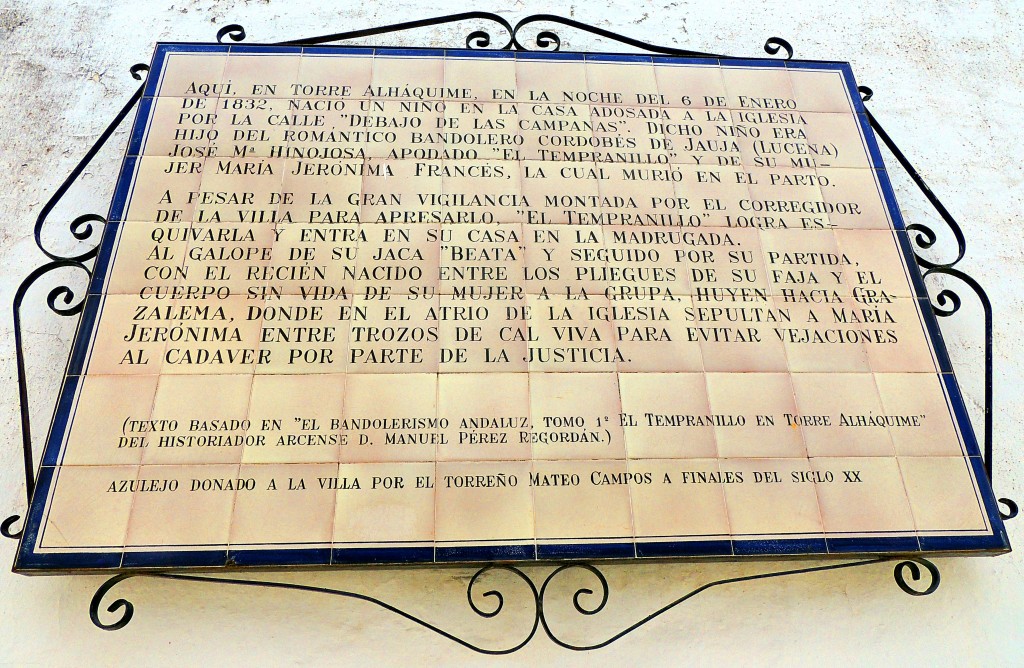 AQUÍ, EN TORRE ALHÁQUIME, EN LA NOCHE DEL 6 DE ENERO
DE 1832, NACIÓ UN NIÑO EN LA CASA ADOSADA A LA IGLESIA
POR LA CALLE "DEBAJO DE LAS CAMPANAS". DICHO NIÑO ERA
HIJO DEL ROMÁNTICO BANDOLERO CORDOBÉS DE JAUJA (LUCENA)
JOSÉ Mª HINOJOSA, APODADO "EL TEMPRANILLO" Y DE SU MU-
JER MARÍA JERÓNIMA FRANCÉS, LA CUAL MURIÓ EN EL PARTO.
A PESAR DE LA GRAN VIGILANCIA MONTADA POR EL CORREGIDOR
DE LA VILLA PARA APRESARLO, "EL TEMPRANILLO" LOGRA ES-
QUIVARLA Y ENTRA EN SU CASA EN LA MADRUGADA.
AL GALOPE DE SU JACA "BEATA" Y SEGUIDO POR SU PARTIDA,
CON EL RECIÉN NACIDO ENTRE LOS PLIEGUES DE SU FAJA Y EL
CUERPO SIN VIDA DE SU MUJER A LA GRUPA, HUYEN HACIA GRA-
ZALEMA, DONDE EN EL ATRIO DE LA IGLESIA SEPULTAN A MARÍA
JERÓNIMA ENTRE TROZOS DE CAL VIVA PARA EVITAR VEJACIONES
AL CADAVER POR PARTE DE LA JUSTICIA.
(TEXTO BASADO EN "EL BANDOLERISMO ANDALUZ, TOMO 1º EL TEMPRANILLO EN TORRE ALHÁQUIME"
DEL HISTORIADOR ARCENSE D. MANUEL PÉREZ REGORDÁN.)
AZULEJO DONADO A LA VILLA POR EL TORREÑO MATEO CAMPOS A FINALES DEL SIGLO XX